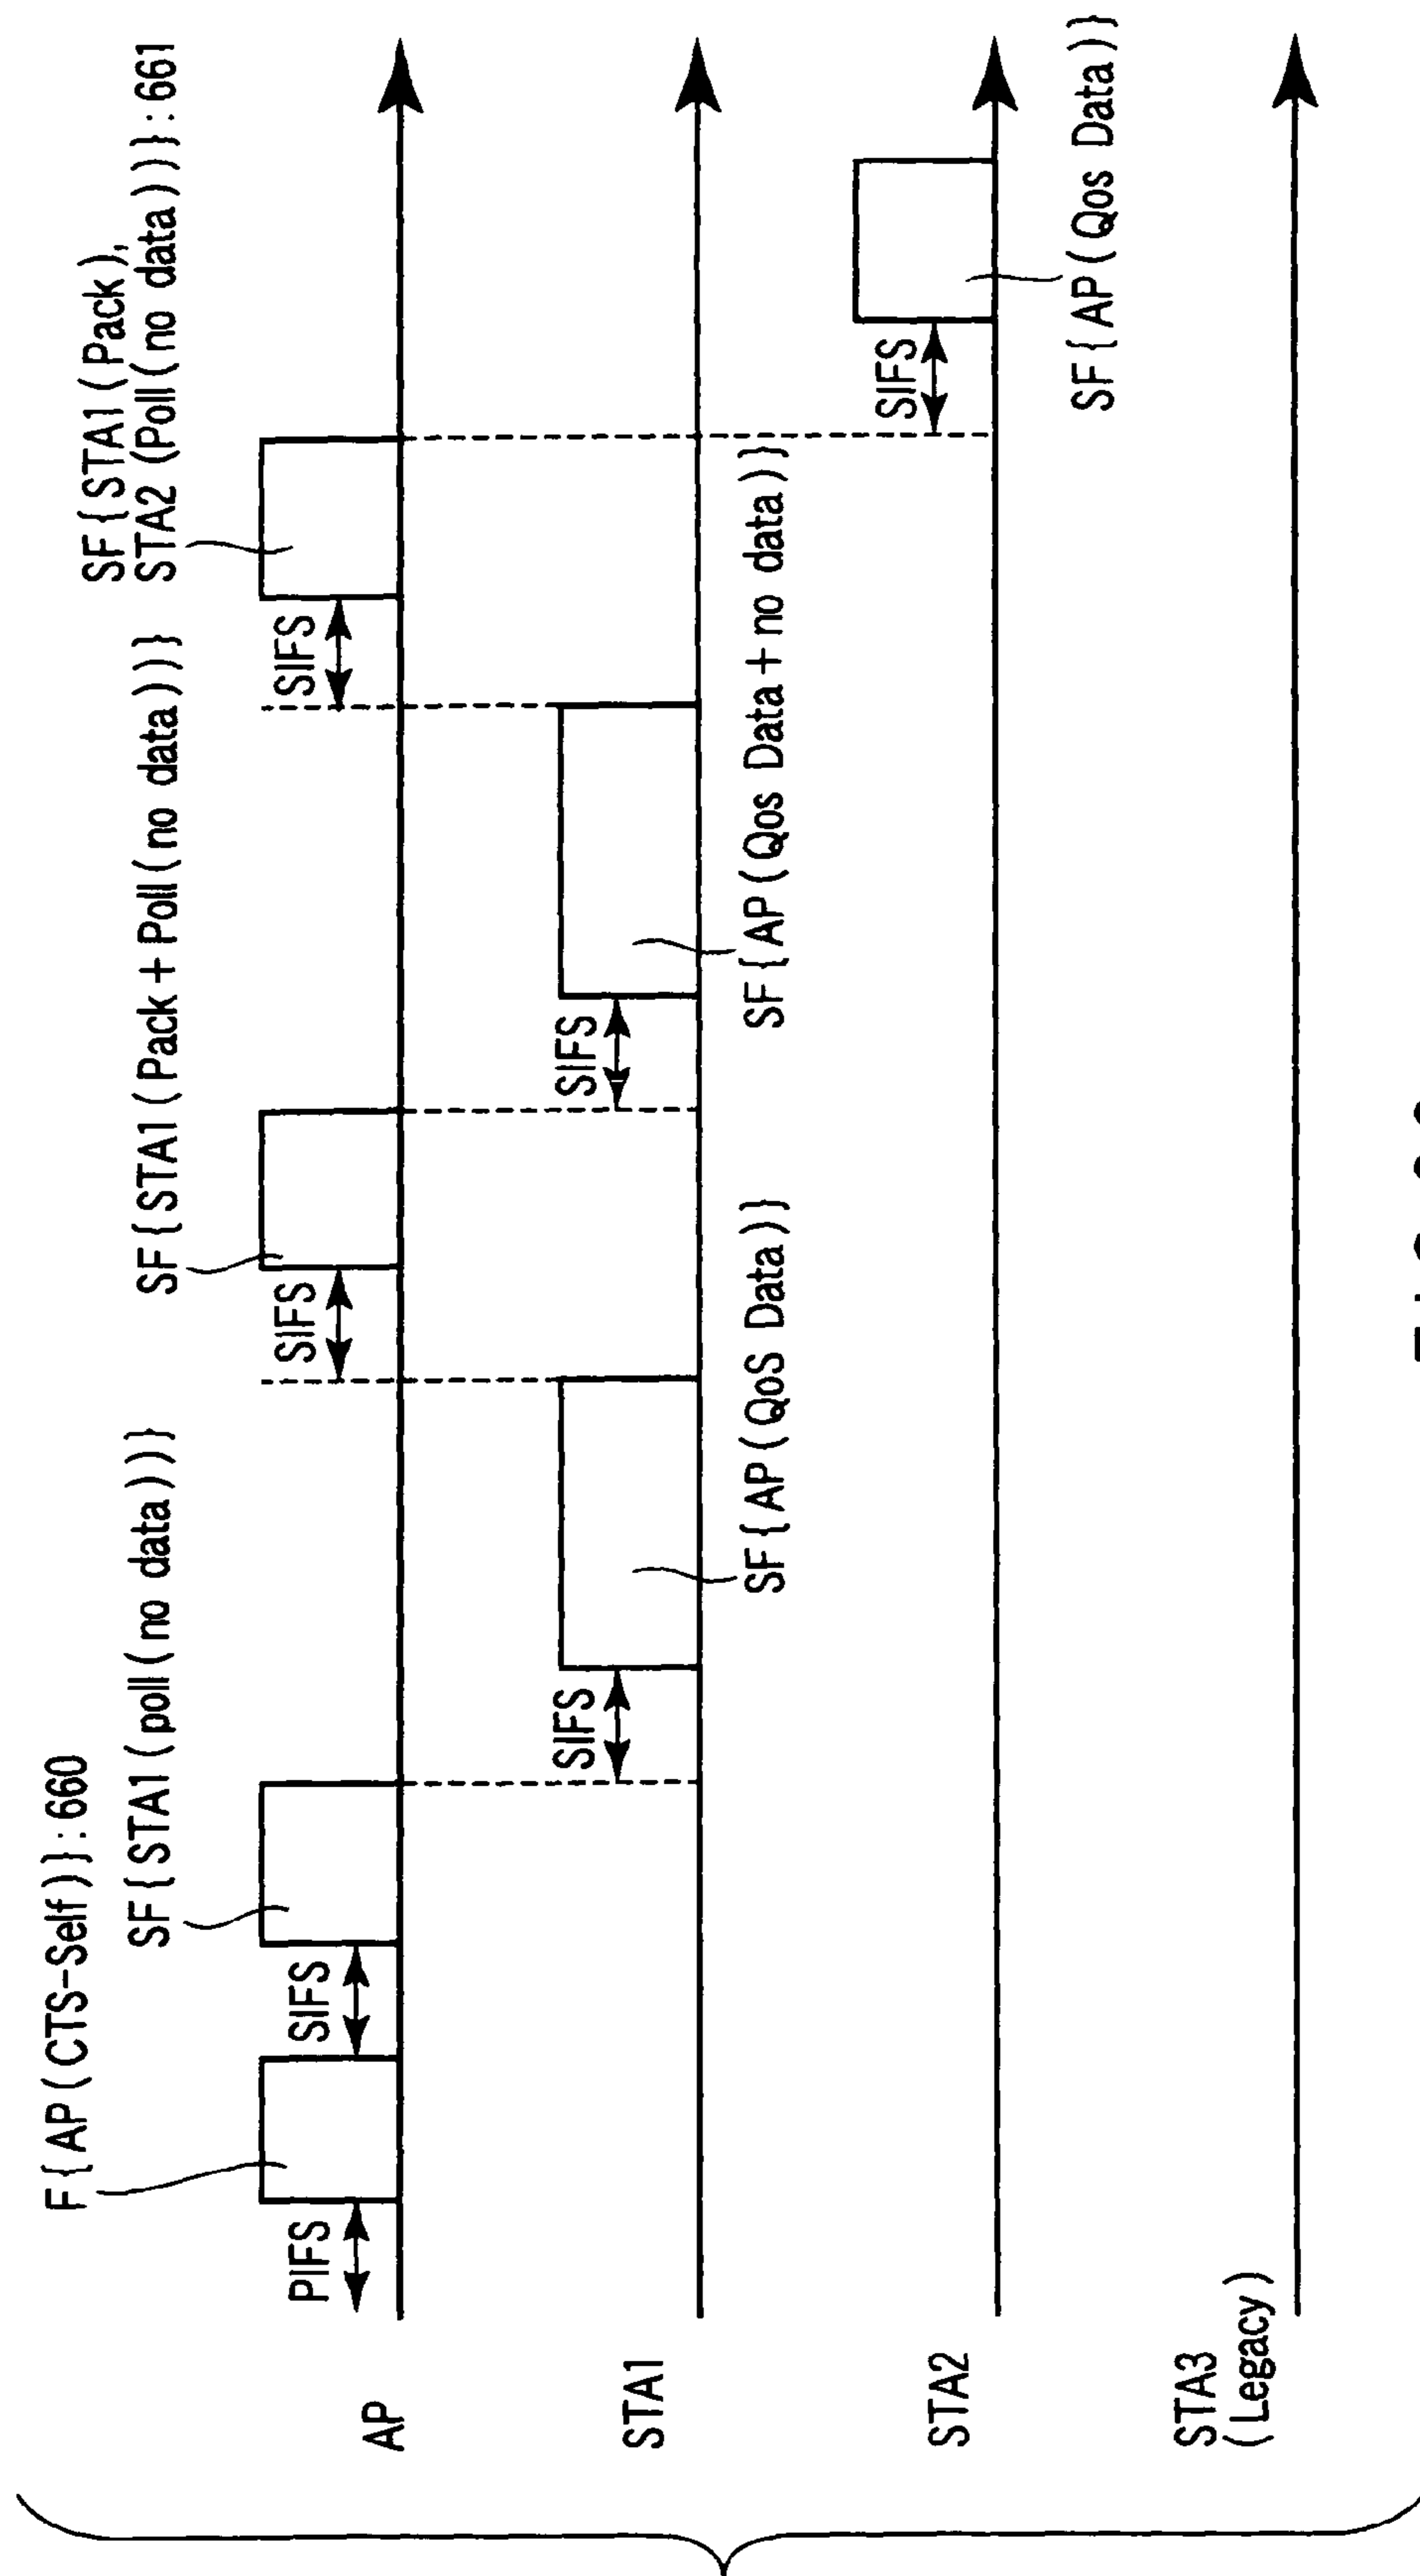 F{AP(CTS-Self)}:660
SF{STA1(poll(no data))}
SF{STA1(Pack+Poll(no data))}
SF{STA1(Pack),
STA2(Poll(no data))}:661
AP
PIFS
SIFS
SIFS
SIFS
STA1
SIFS
SF{AP(QoS Data)}
SIFS
SF{AP(Qos Data+no data)}
STA2
SIFS
SF{AP(Qos Data)}
STA3
(Legacy)